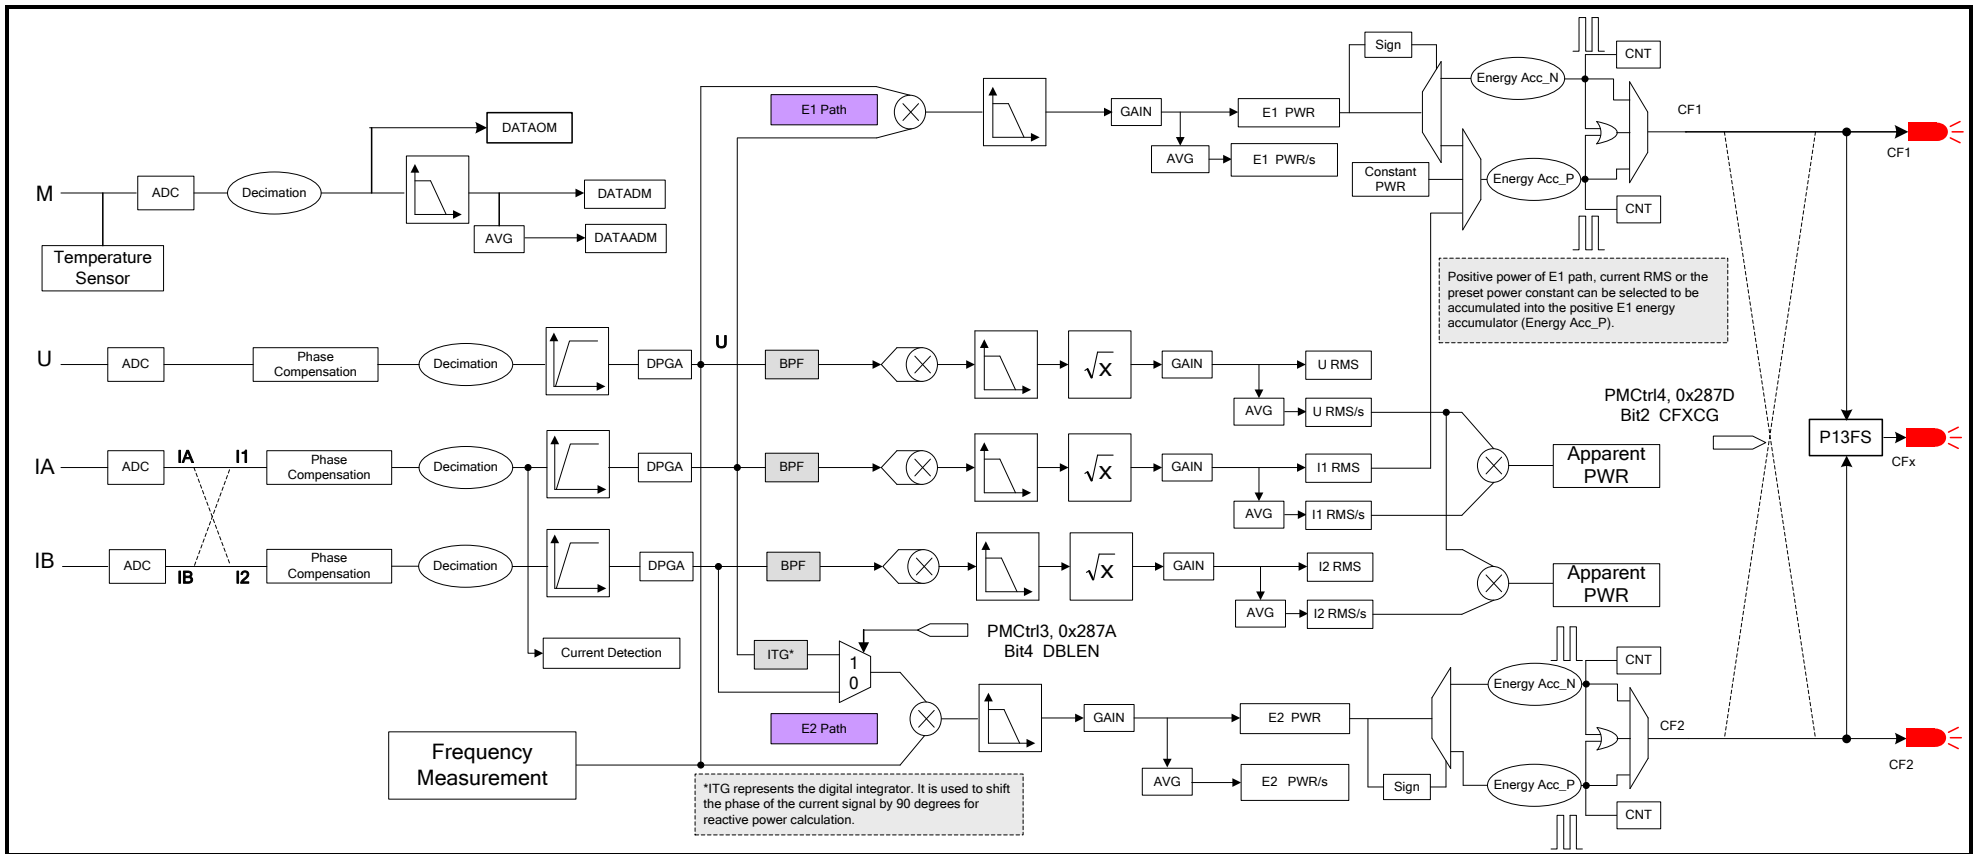 Sign
CNT
Energy Acc_N
E1 Path
GAIN
E1 PWR
CF1
CF1
DATAOM
AVG
E1 PWR/s
Constant
PWR
Energy Acc_P
M
ADC
Decimation
DATADM
AVG
DATAADM
CNT
Temperature
Sensor
Positive power of E1 path, current RMS or the
preset power constant can be selected to be
accumulated into the positive E1 energy
accumulator (Energy Acc_P).
U
U
ADC
Phase
Compensation
Decimation
DPGA
BPF
√x
GAIN
U RMS
AVG
U RMS/s
PMCtrl4, 0x287D
Bit2 CFXCG
P13FS
CFx
IA
ADC
IA
I1
Phase
Compensation
Decimation
DPGA
BPF
√x
GAIN
I1 RMS
AVG
I1 RMS/s
Apparent
PWR
IB
ADC
IB
I2
Phase
Compensation
Decimation
DPGA
BPF
√x
GAIN
I2 RMS
AVG
I2 RMS/s
Apparent
PWR
Current Detection
ITG*
1
0
PMCtrl3, 0x287A
Bit4 DBLEN
CNT
Energy Acc_N
E2 Path
GAIN
E2 PWR
CF2
CF2
Frequency
Measurement
AVG
E2 PWR/s
Sign
Energy Acc_P
CNT
*ITG represents the digital integrator. It is used to shift
the phase of the current signal by 90 degrees for
reactive power calculation.